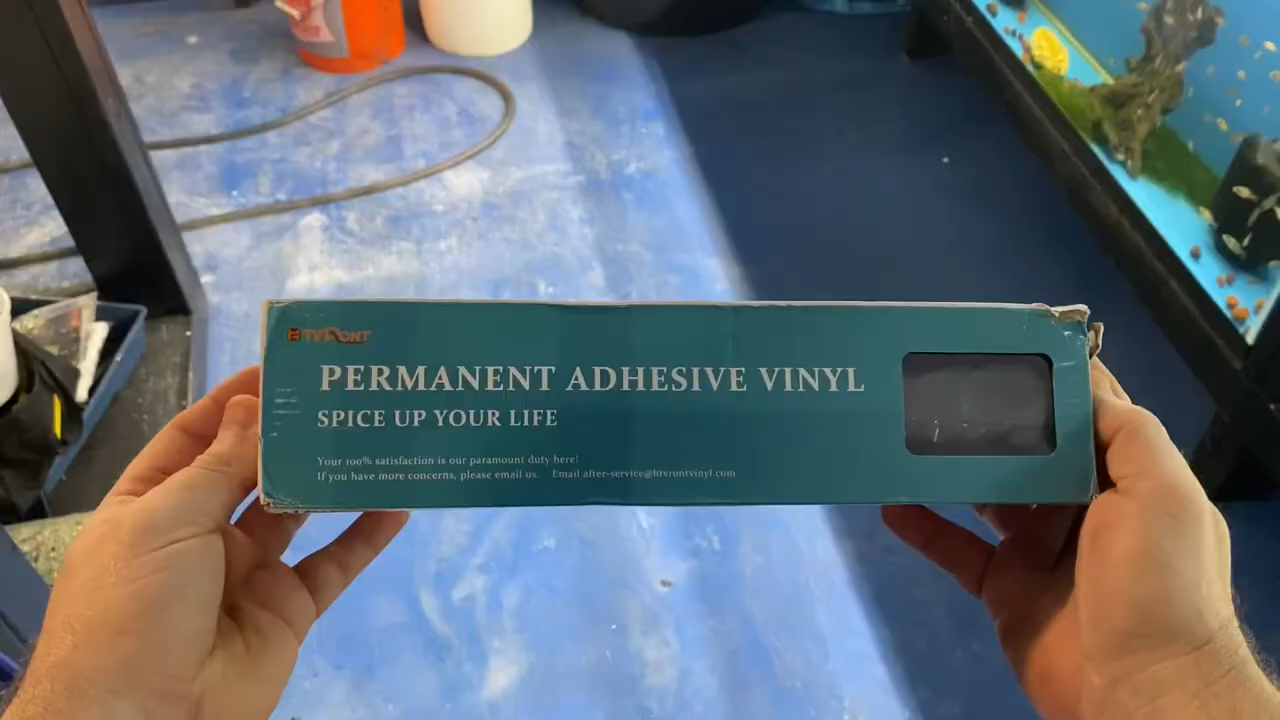 HTVRONT
PERMANENT ADHESIVE VINYL
SPICE UP YOUR LIFE
Your 100% satisfaction is our paramount duty here!
If you have more concerns, please email us. Email after-service@htvrontvinyl.com